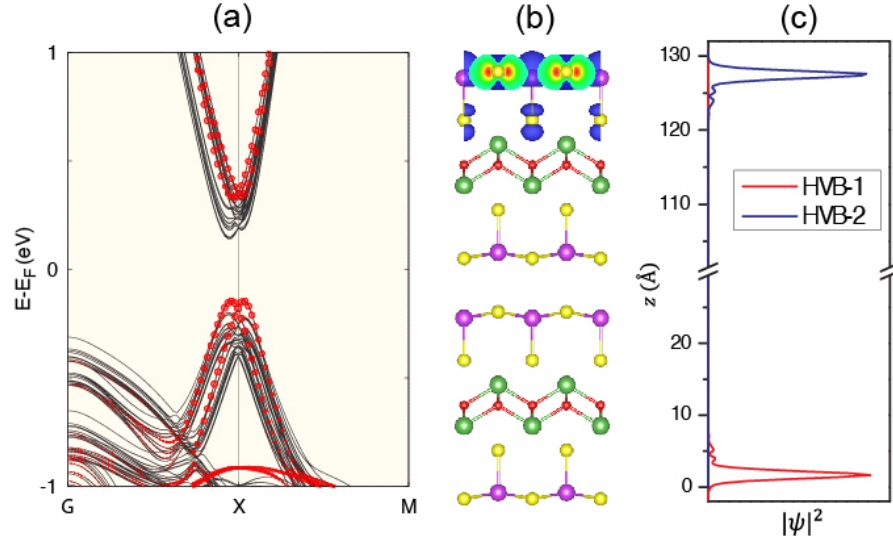 (a)
(b)
(c)
E-E_F (eV)
1
0
-1
G
X
M
z (Å)
130
120
110
20
10
0
HVB-1
HVB-2
|ψ|²